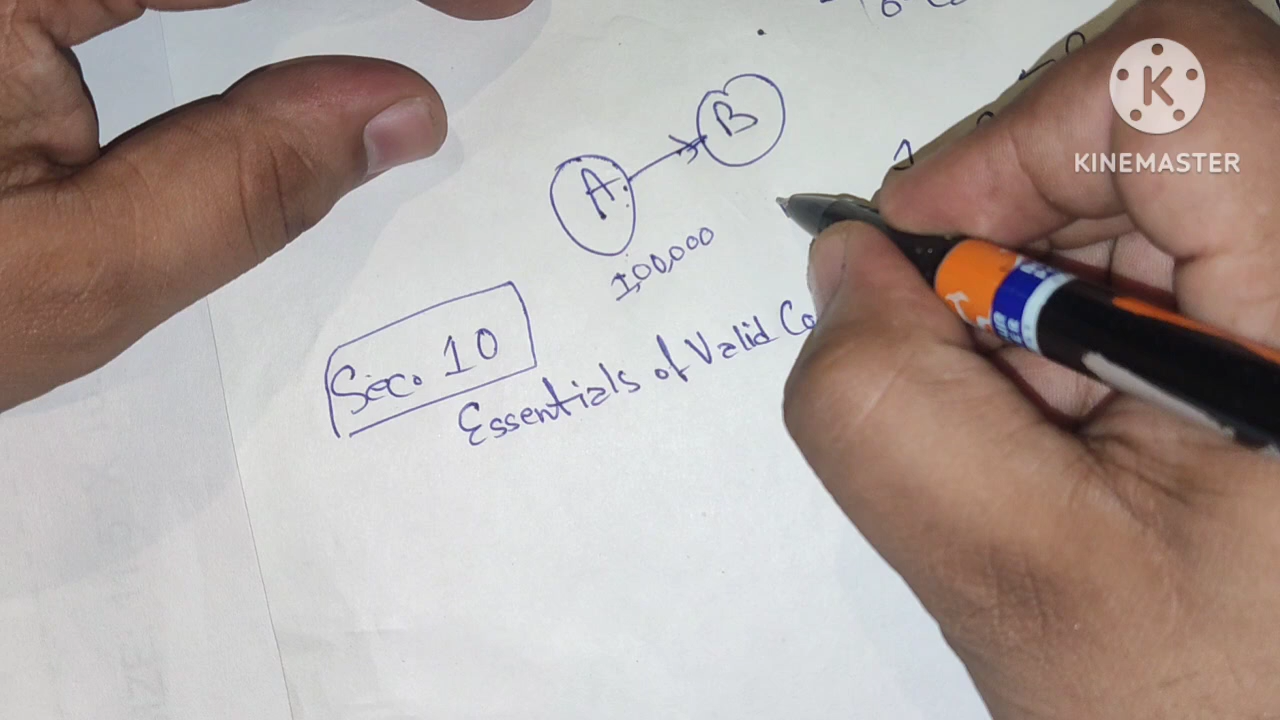 B
A
1,00,000
Sec. 10
Essentials of Valid Co
K
KINEMASTER